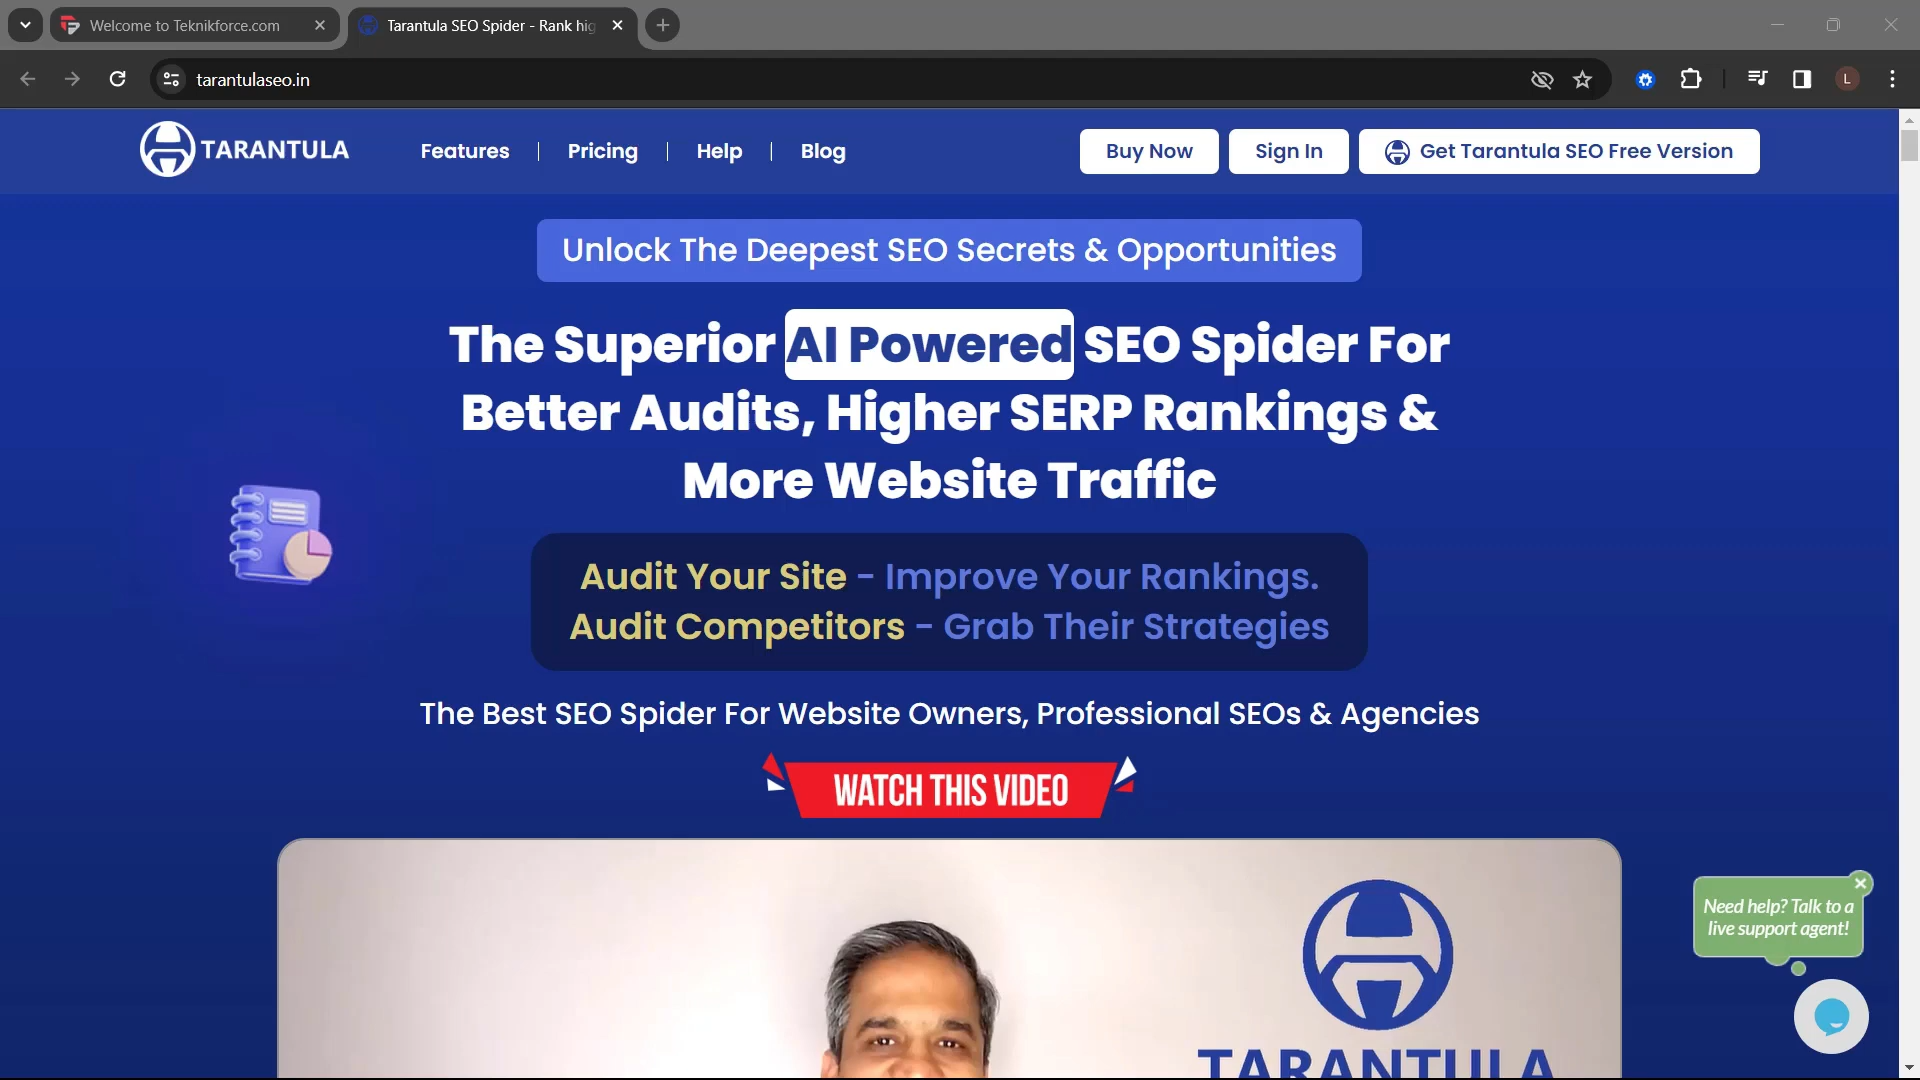 Welcome to Teknikforce.com
Tarantula SEO Spider - Rank hig
tarantulaseo.in
L
TARANTULA
Features | Pricing | Help | Blog
Buy Now
Sign In
Get Tarantula SEO Free Version
Unlock The Deepest SEO Secrets & Opportunities
The Superior AI Powered SEO Spider For
Better Audits, Higher SERP Rankings &
More Website Traffic
Audit Your Site - Improve Your Rankings.
Audit Competitors - Grab Their Strategies
The Best SEO Spider For Website Owners, Professional SEOs & Agencies
WATCH THIS VIDEO
TARANTULA
Need help? Talk to a
live support agent!